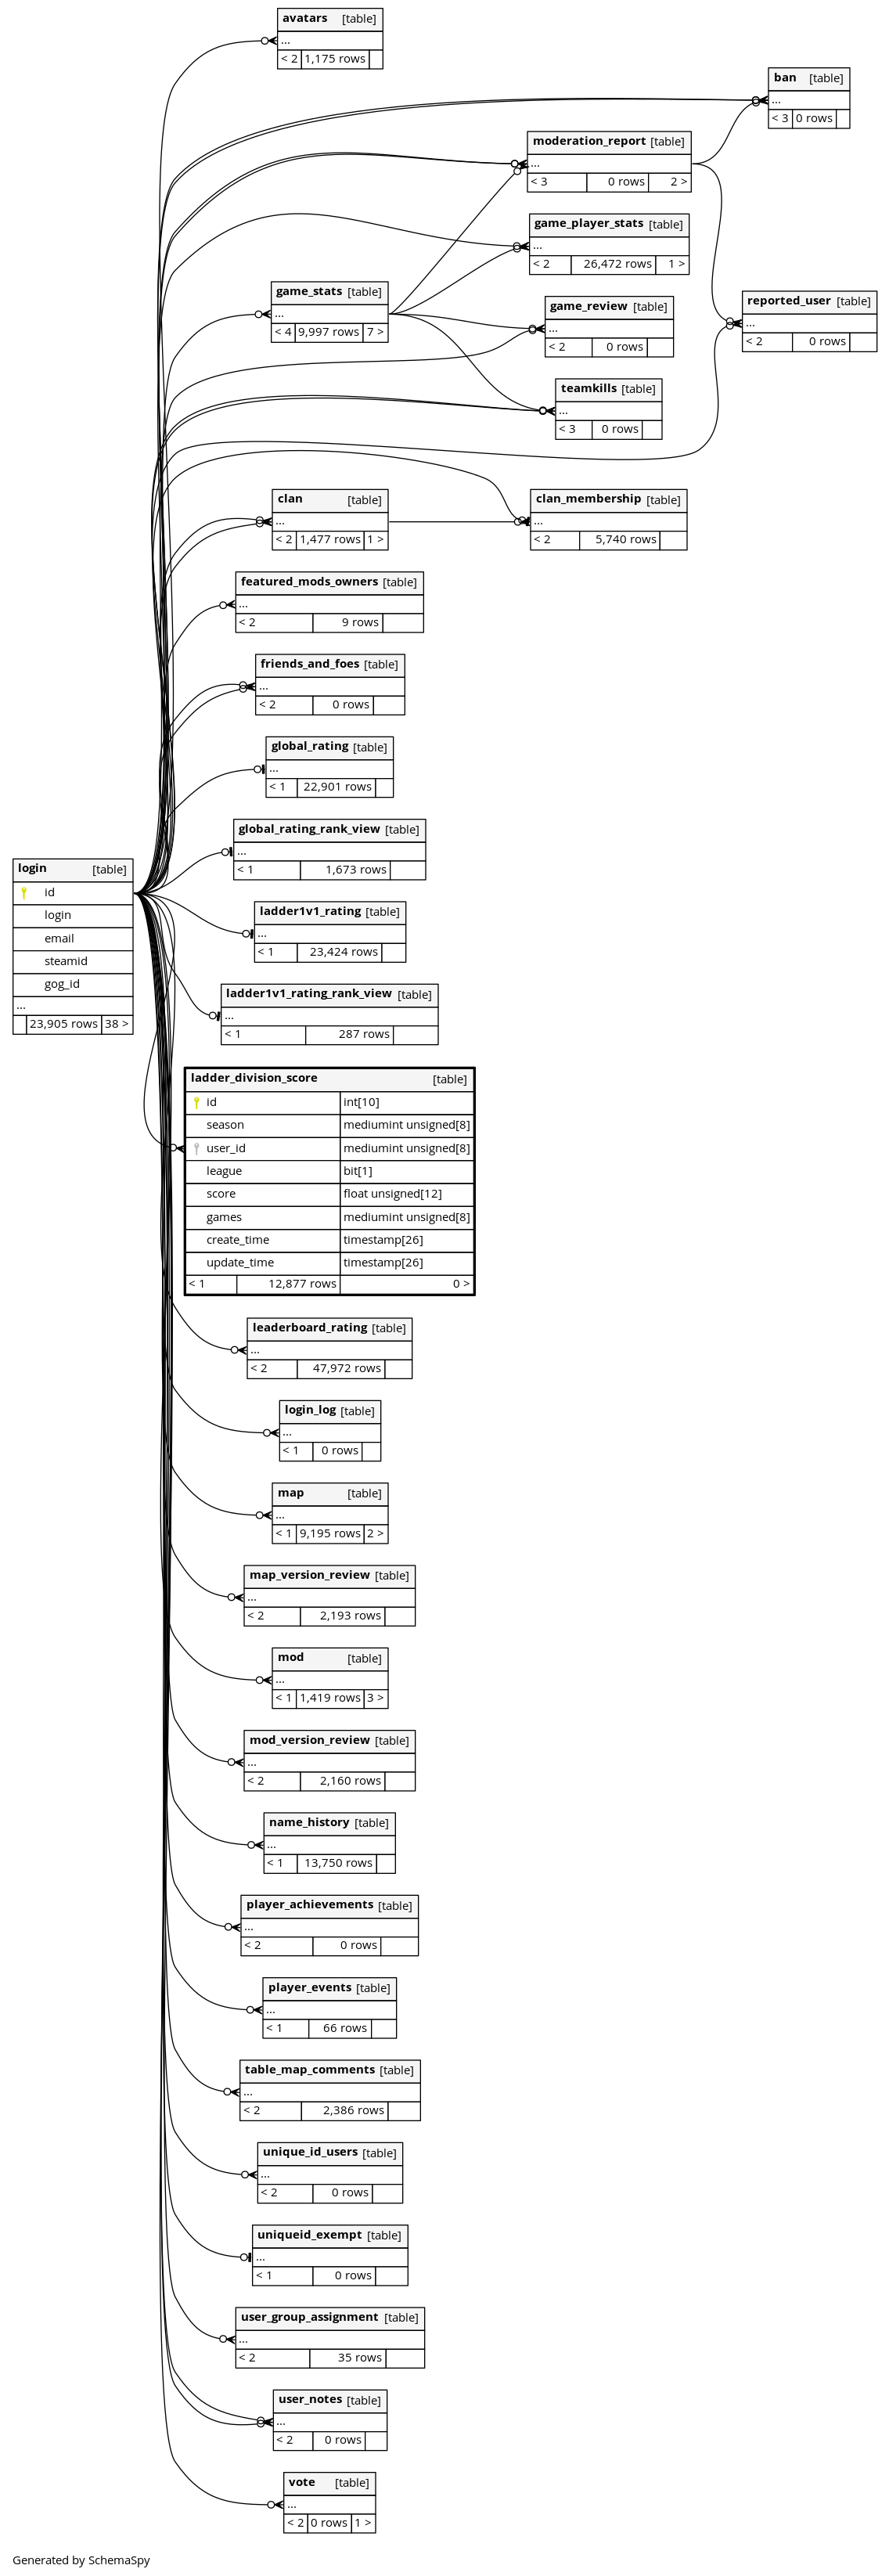 avatars [table]
...
< 2 1,175 rows
ban [table]
...
< 3 0 rows
moderation_report [table]
...
< 3 0 rows 2 >
game_player_stats [table]
...
< 2 26,472 rows 1 >
game_stats [table]
...
< 4 9,997 rows 7 >
game_review [table]
...
< 2 0 rows
reported_user [table]
...
< 2 0 rows
teamkills [table]
...
< 3 0 rows
clan [table]
...
< 2 1,477 rows 1 >
clan_membership [table]
...
< 2 5,740 rows
featured_mods_owners [table]
...
< 2 9 rows
friends_and_foes [table]
...
< 2 0 rows
global_rating [table]
...
< 1 22,901 rows
global_rating_rank_view [table]
...
< 1 1,673 rows
login [table]
id
login
email
steamid
gog_id
...
23,905 rows 38 >
ladder1v1_rating [table]
...
< 1 23,424 rows
ladder1v1_rating_rank_view [table]
...
< 1 287 rows
ladder_division_score [table]
id int[10]
season mediumint unsigned[8]
user_id mediumint unsigned[8]
league bit[1]
score float unsigned[12]
games mediumint unsigned[8]
create_time timestamp[26]
update_time timestamp[26]
< 1 12,877 rows 0 >
leaderboard_rating [table]
...
< 2 47,972 rows
login_log [table]
...
< 1 0 rows
map [table]
...
< 1 9,195 rows 2 >
map_version_review [table]
...
< 2 2,193 rows
mod [table]
...
< 1 1,419 rows 3 >
mod_version_review [table]
...
< 2 2,160 rows
name_history [table]
...
< 1 13,750 rows
player_achievements [table]
...
< 2 0 rows
player_events [table]
...
< 1 66 rows
table_map_comments [table]
...
< 2 2,386 rows
unique_id_users [table]
...
< 2 0 rows
uniqueid_exempt [table]
...
< 1 0 rows
user_group_assignment [table]
...
< 2 35 rows
user_notes [table]
...
< 2 0 rows
vote [table]
...
< 2 0 rows 1 >
Generated by SchemaSpy